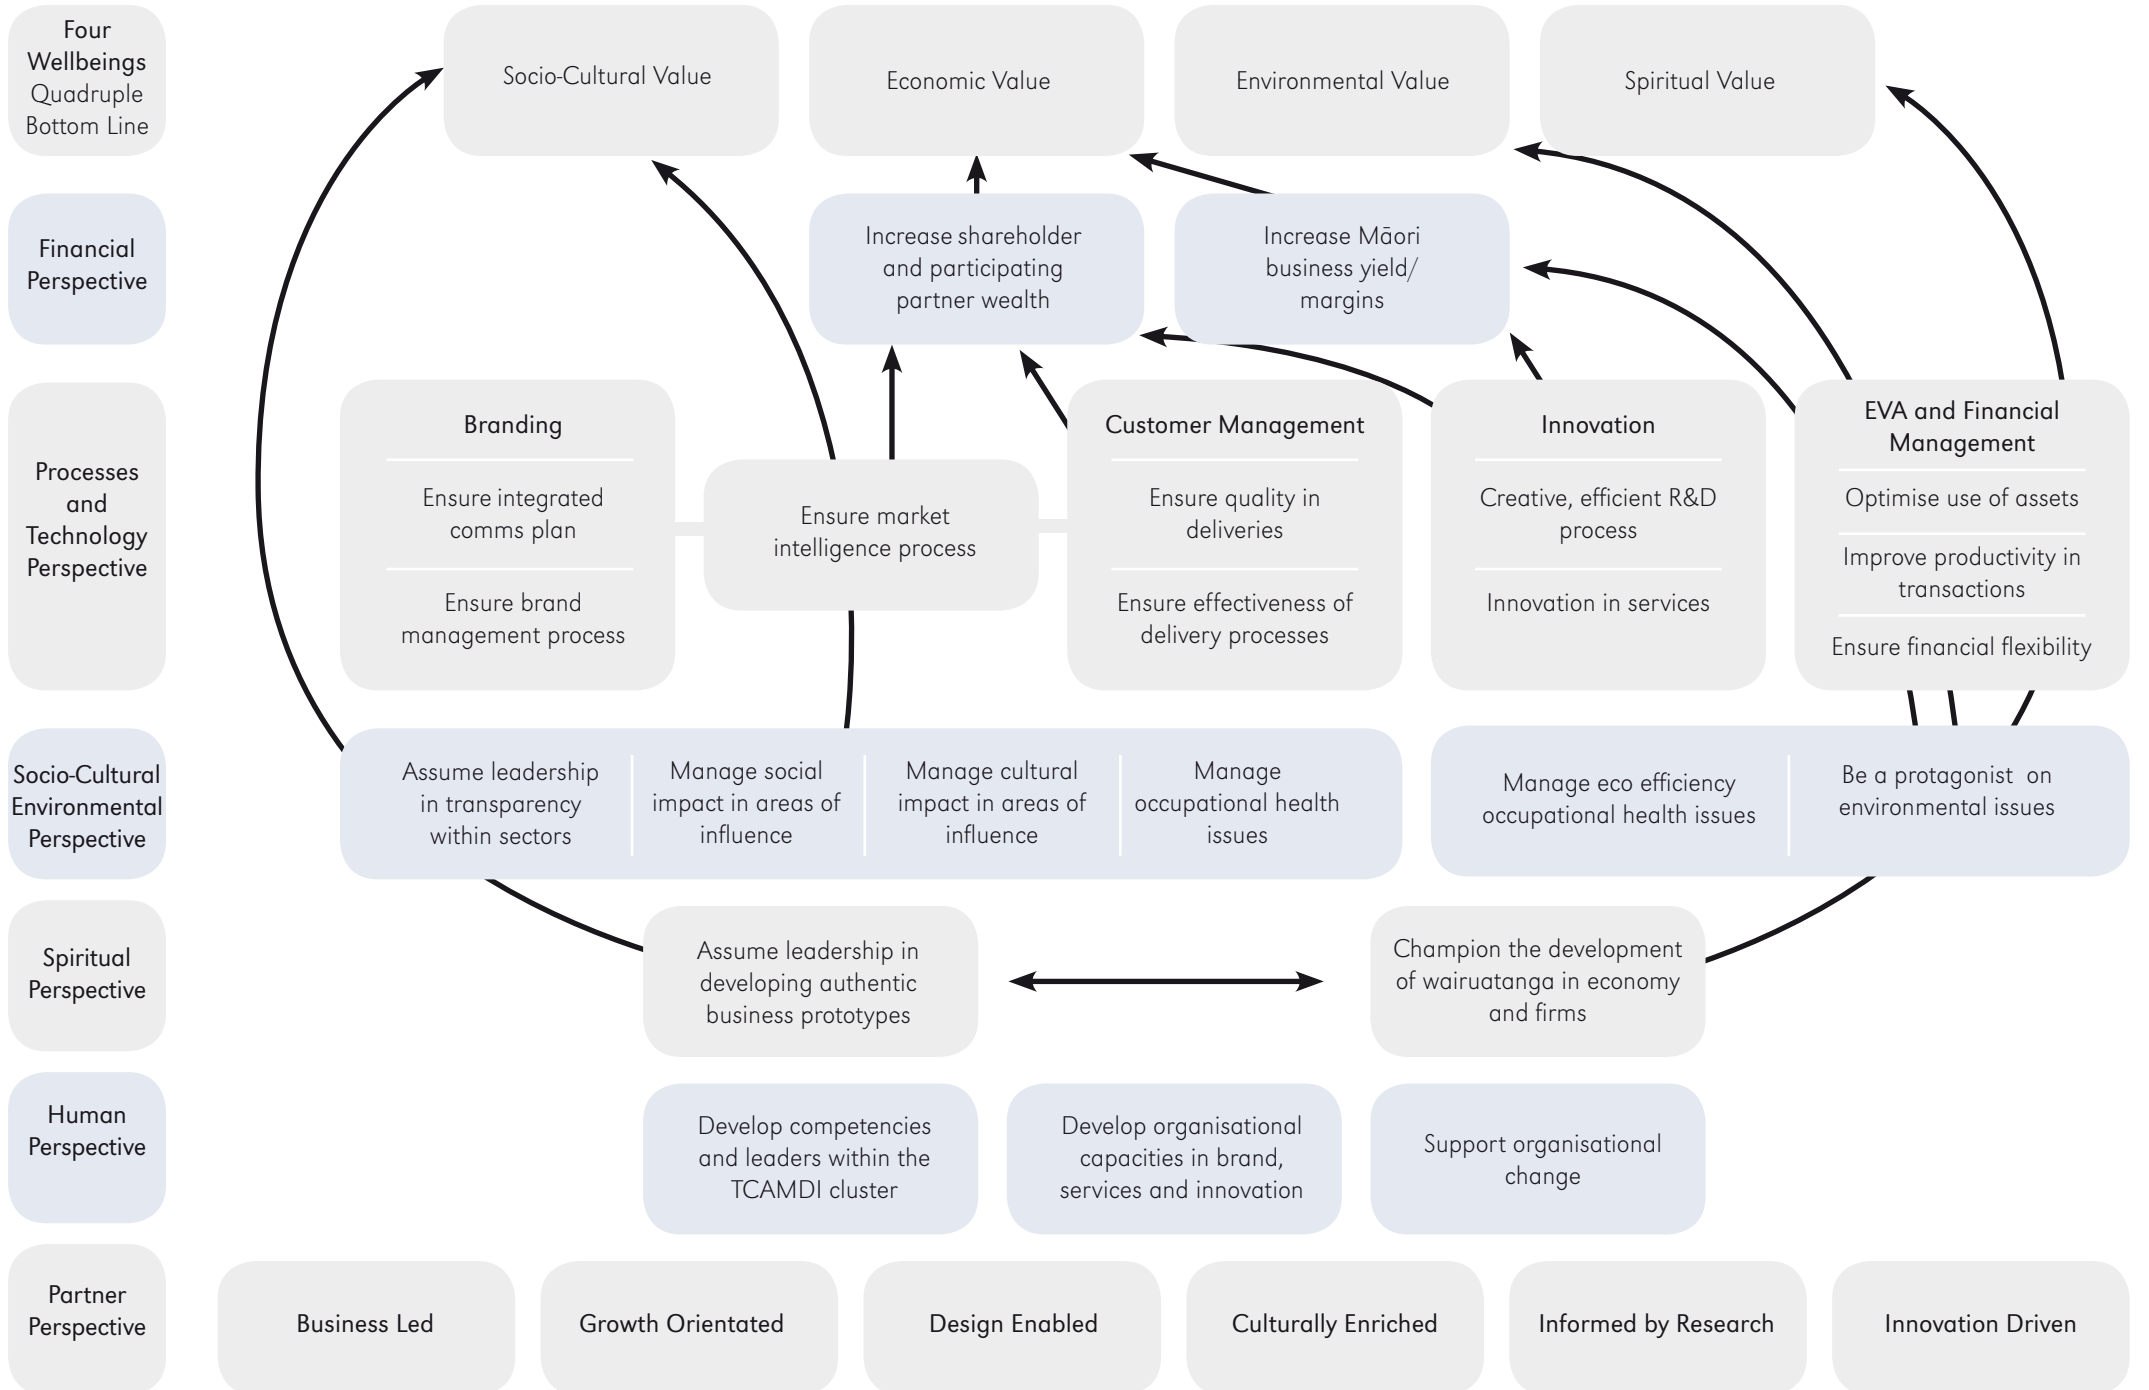 Four
Wellbeings
Quadruple
Bottom Line
Socio-Cultural Value
Economic Value
Environmental Value
Spiritual Value
Financial
Perspective
Increase shareholder
and participating
partner wealth
Increase Māori
business yield/
margins
Processes
and
Technology
Perspective
Branding
Ensure integrated
comms plan
Ensure brand
management process
Ensure market
intelligence process
Customer Management
Ensure quality in
deliveries
Ensure effectiveness of
delivery processes
Innovation
Creative, efficient R&D
process
Innovation in services
EVA and Financial
Management
Optimise use of assets
Improve productivity in
transactions
Ensure financial flexibility
Socio-Cultural
Environmental
Perspective
Assume leadership
in transparency
within sectors
Manage social
impact in areas of
influence
Manage cultural
impact in areas of
influence
Manage
occupational health
issues
Manage eco efficiency
occupational health issues
Be a protagonist on
environmental issues
Spiritual
Perspective
Assume leadership in
developing authentic
business prototypes
Champion the development
of wairuatanga in economy
and firms
Human
Perspective
Develop competencies
and leaders within the
TCAMDI cluster
Develop organisational
capacities in brand,
services and innovation
Support organisational
change
Partner
Perspective
Business Led
Growth Orientated
Design Enabled
Culturally Enriched
Informed by Research
Innovation Driven